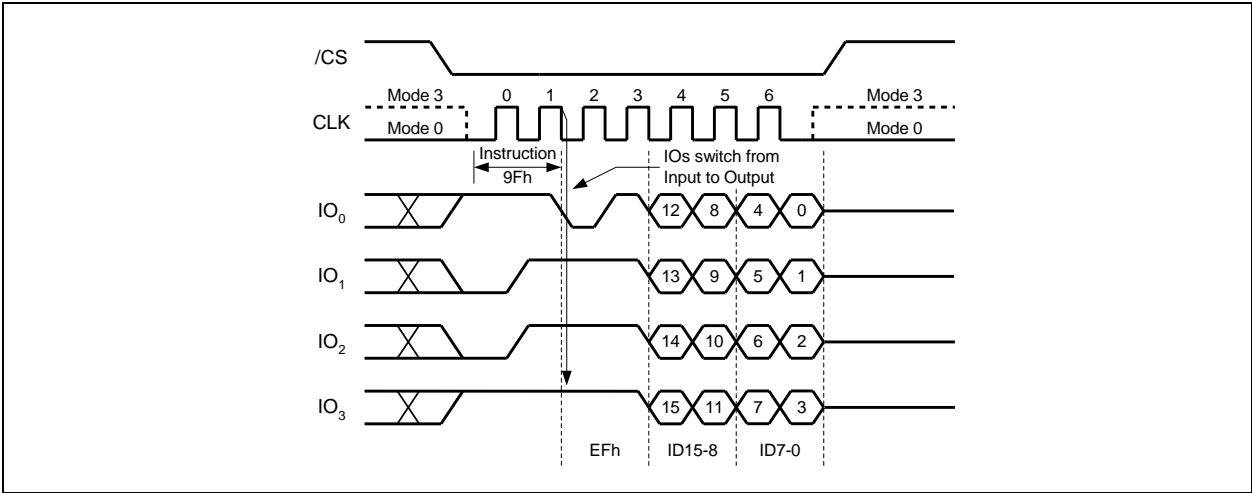 /CS
Mode 3 0 1 2 3 4 5 6 Mode 3
CLK
Mode 0 Mode 0
Instruction
9Fh
IOs switch from
Input to Output
IO0 12 8 4 0
IO1 13 9 5 1
IO2 14 10 6 2
IO3 15 11 7 3
EFh ID15-8 ID7-0